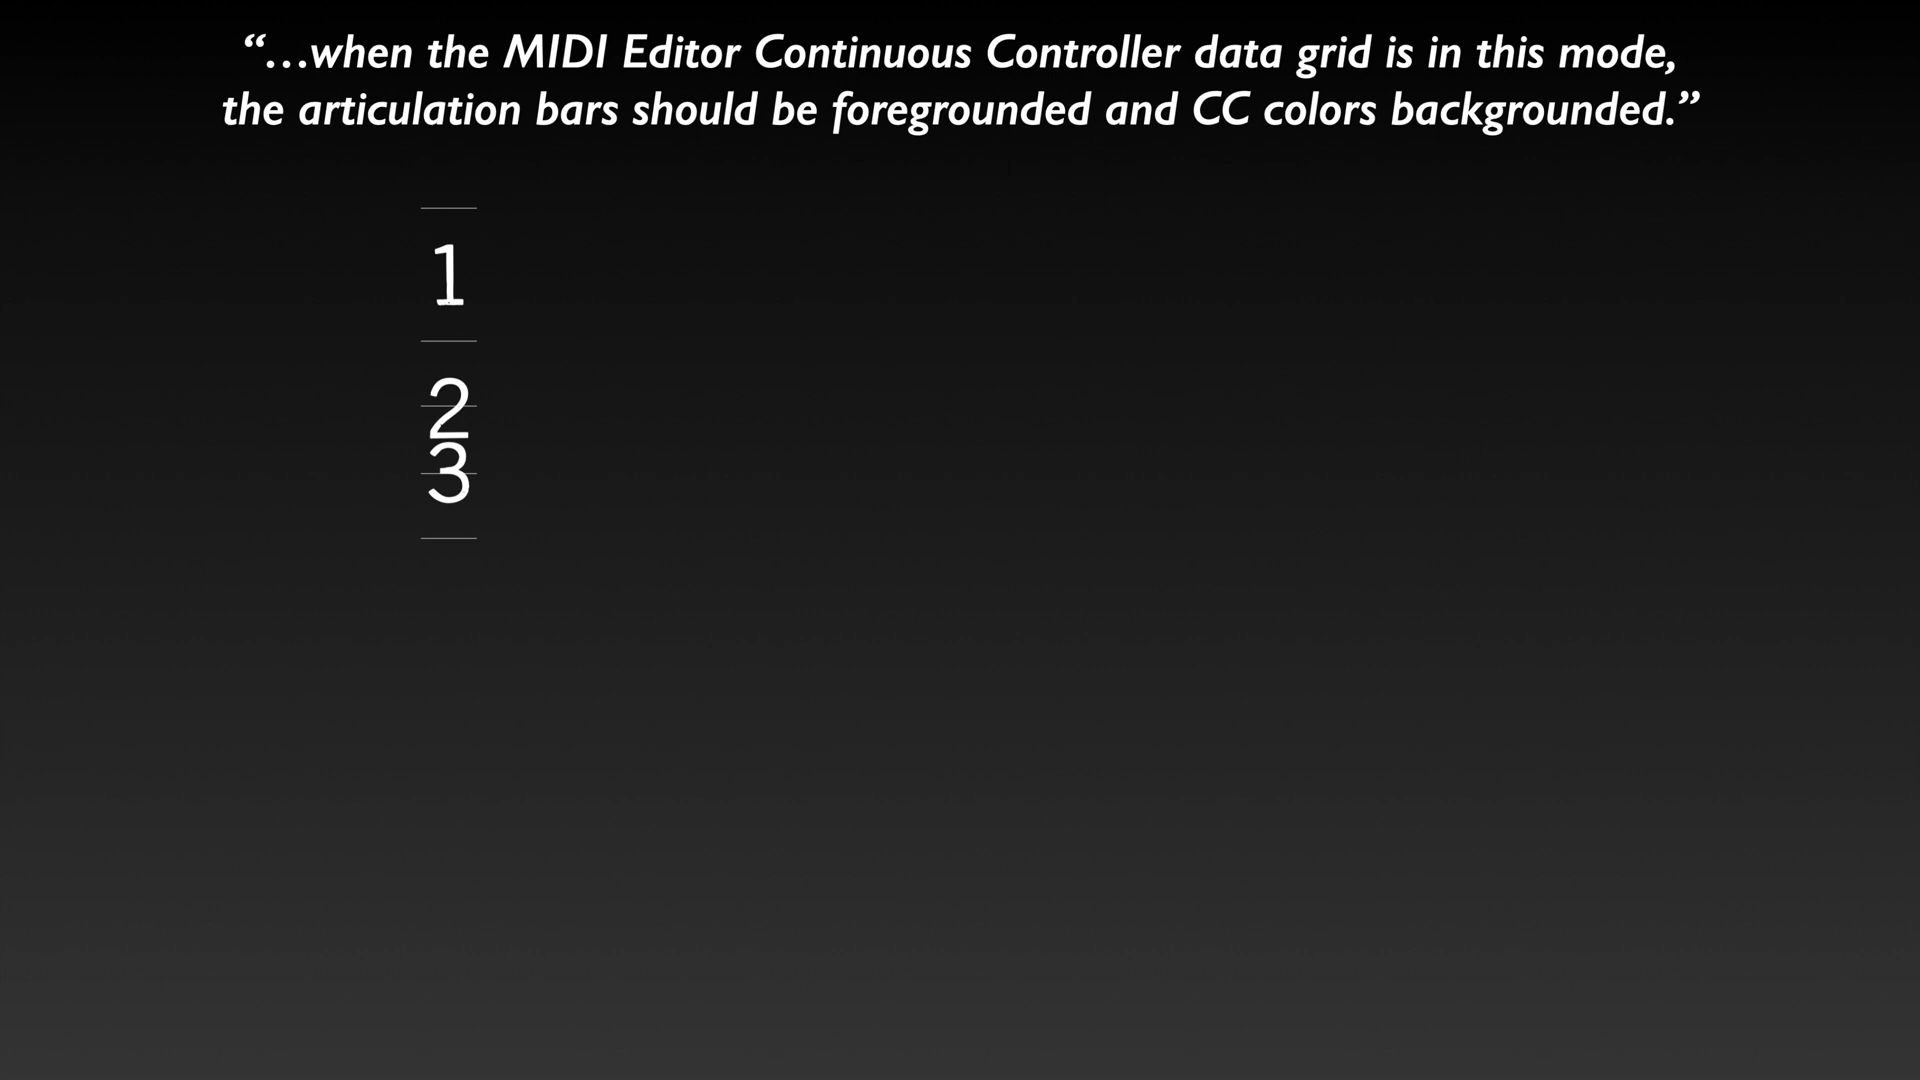 “…when the MIDI Editor Continuous Controller data grid is in this mode,
the articulation bars should be foregrounded and CC colors backgrounded.”
1
2
3